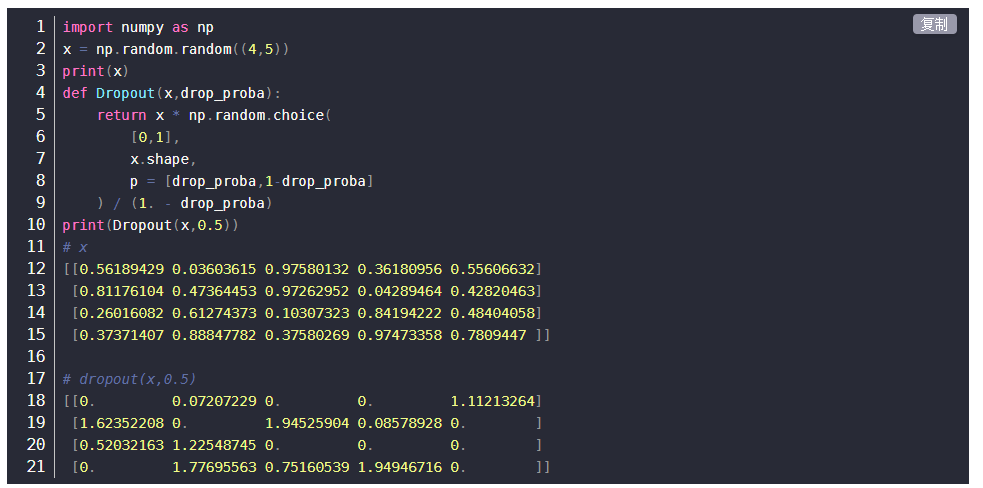 复制
1 import numpy as np
2 x = np.random.random((4,5))
3 print(x)
4 def Dropout(x,drop_proba):
5     return x * np.random.choice(
6         [0,1],
7         x.shape,
8         p = [drop_proba,1-drop_proba]
9     ) / (1. - drop_proba)
10 print(Dropout(x,0.5))
11 # x
12 [[0.56189429 0.03603615 0.97580132 0.36180956 0.55606632]
13  [0.81176104 0.47364453 0.97262952 0.04289464 0.42820463]
14  [0.26016082 0.61274373 0.10307323 0.84194222 0.48404058]
15  [0.37371407 0.88847782 0.37580269 0.97473358 0.7809447 ]]
16
17 # dropout(x,0.5)
18 [[0.         0.07207229 0.         0.         1.11213264]
19  [1.62352208 0.         1.94525904 0.08578928 0.        ]
20  [0.52032163 1.22548745 0.         0.         0.        ]
21  [0.         1.77695563 0.75160539 1.94946716 0.        ]]